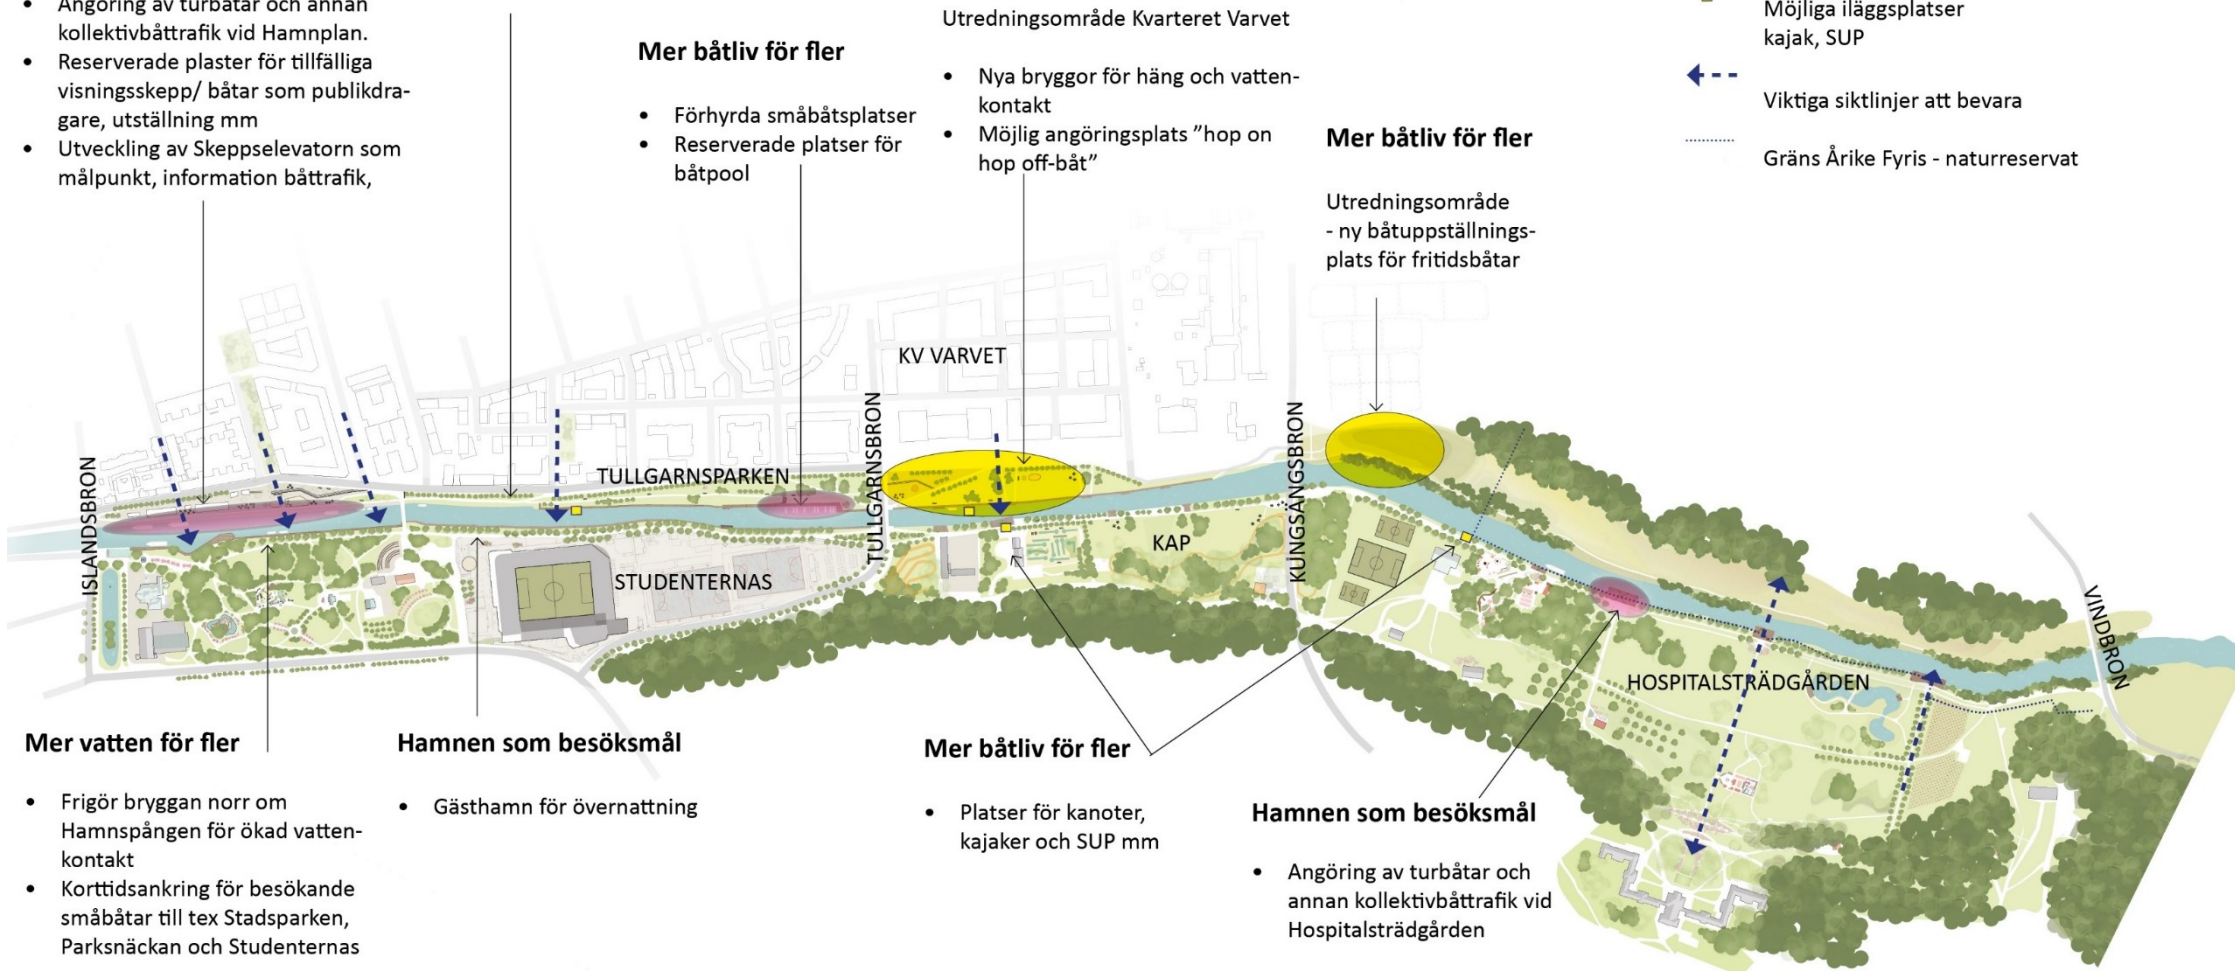 Angöring av turbåtar och annan
kollektivbåttrafik vid Hamnplan.
• Reserverade plaster för tillfälliga
visningsskepp/ båtar som publikdra-
gare, utställning mm
• Utveckling av Skeppselevatorn som
målpunkt, information båttrafik,
Mer båtliv för fler
• Förhyrda småbåtsplatser
• Reserverade platser för
båtpool
Utredningsområde Kvarteret Varvet
• Nya bryggor för häng och vatten-
kontakt
• Möjlig angöringsplats ”hop on
hop off-båt”
Mer båtliv för fler
Utredningsområde
- ny båtuppställnings-
plats för fritidsbåtar
Möjliga iläggsplatser
kajak, SUP
Viktiga siktlinjer att bevara
Gräns Årike Fyris - naturreservat
KV VARVET
ISLANDSBRON
TULLGARNSPARKEN
TULLGARNSBRON
KUNGSÄNGSBRON
STUDENTERNAS
KAP
HOSPITALSTRÄDGÅRDEN
VINDBRON
Mer vatten för fler
• Frigör bryggan norr om
Hamnspången för ökad vatten-
kontakt
• Korttidsankring för besökande
småbåtar till tex Stadsparken,
Parksnäckan och Studenternas
Hamnen som besöksmål
• Gästhamn för övernattning
Mer båtliv för fler
• Platser för kanoter,
kajaker och SUP mm
Hamnen som besöksmål
• Angöring av turbåtar och
annan kollektivbåttrafik vid
Hospitalsträdgården